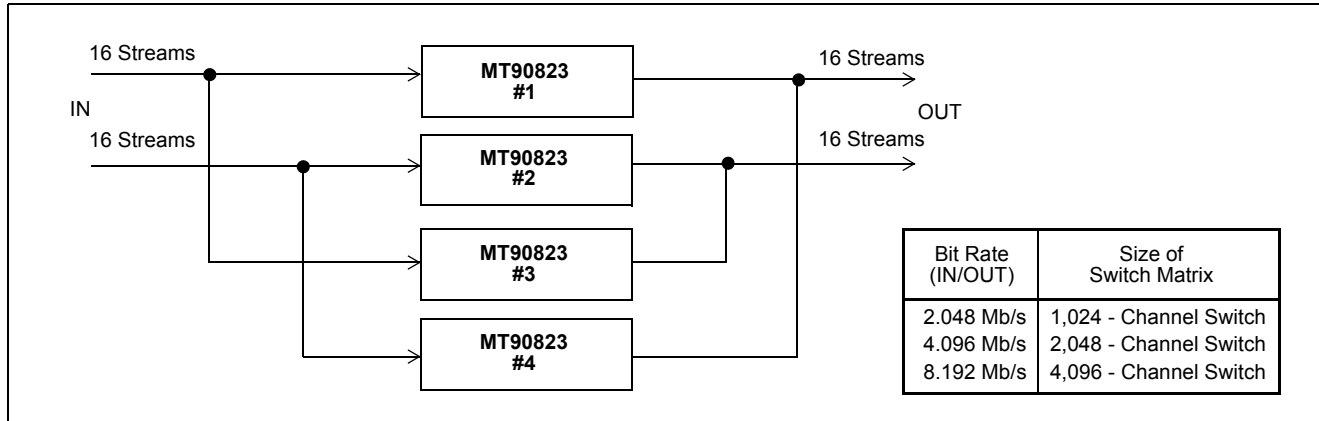 16 Streams
IN
16 Streams
MT90823
#1
MT90823
#2
MT90823
#3
MT90823
#4
16 Streams
OUT
16 Streams
Bit Rate
(IN/OUT)
Size of
Switch Matrix
2.048 Mb/s 1,024 - Channel Switch
4.096 Mb/s 2,048 - Channel Switch
8.192 Mb/s 4,096 - Channel Switch